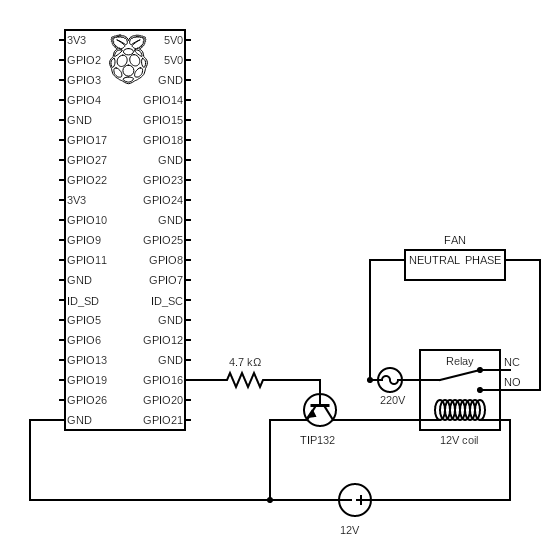 3V3 5V0
GPIO2 5V0
GPIO3 GND
GPIO4 GPIO14
GND GPIO15
GPIO17 GPIO18
GPIO27 GND
GPIO22 GPIO23
3V3 GPIO24
GPIO10 GND
GPIO9 GPIO25
GPIO11 GPIO8
GND GPIO7
ID_SD ID_SC
GPIO5 GND
GPIO6 GPIO12
GPIO13 GND
GPIO19 GPIO16
GPIO26 GPIO20
GND GPIO21
4.7 kΩ
TIP132
FAN
NEUTRAL PHASE
Relay
NC
NO
220V
12V coil
12V